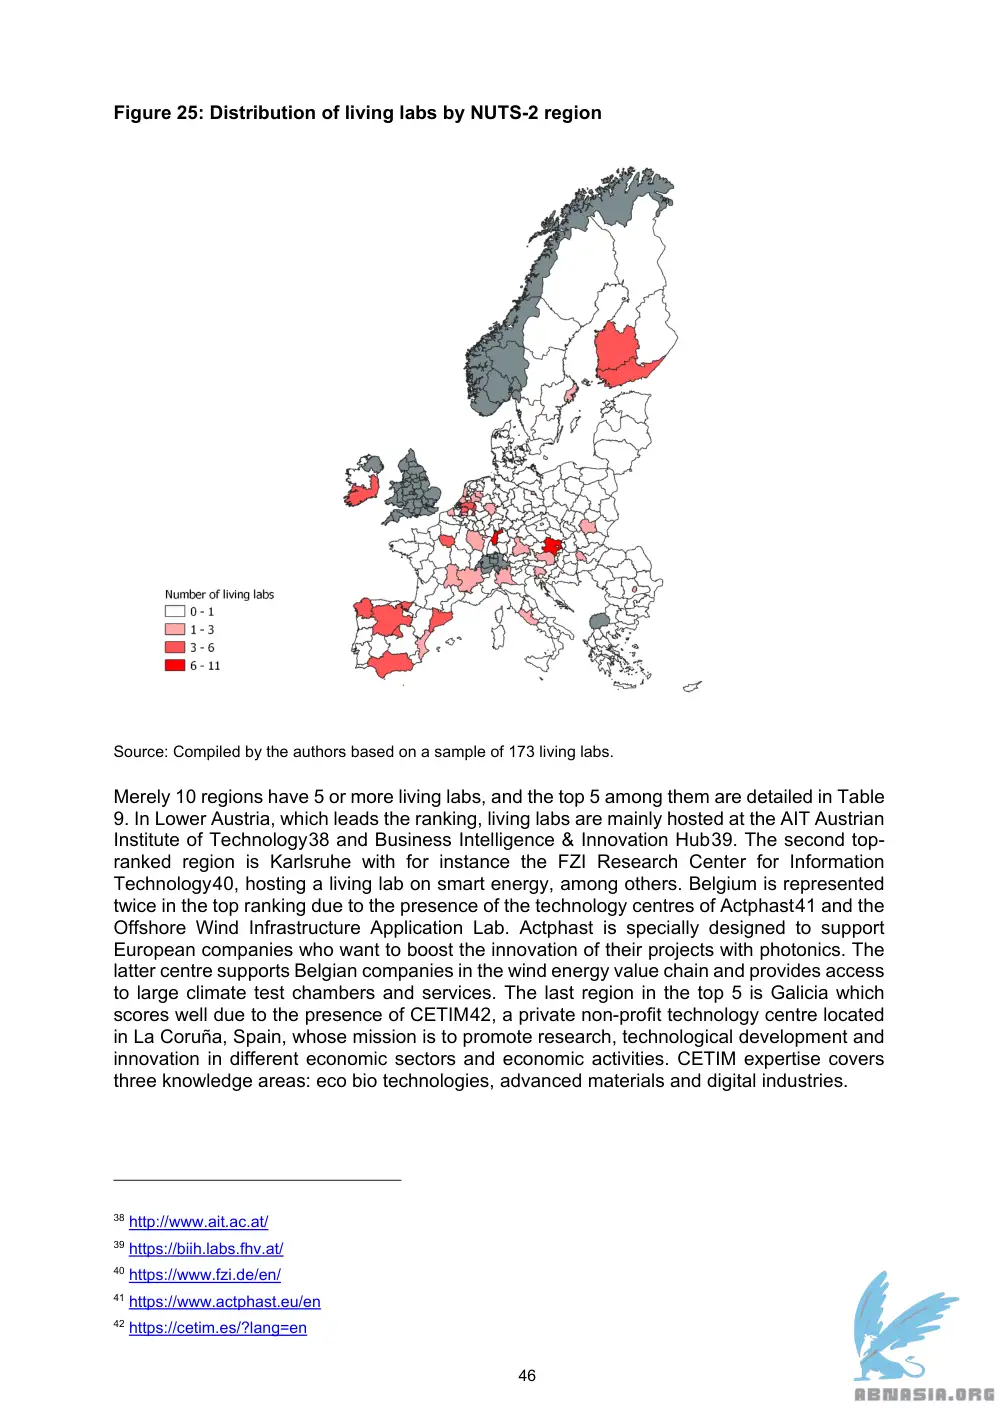 Figure 25: Distribution of living labs by NUTS-2 region
Number of living labs
0 - 1
1 - 3
3 - 6
6 - 11
Source: Compiled by the authors based on a sample of 173 living labs.
Merely 10 regions have 5 or more living labs, and the top 5 among them are detailed in Table
9. In Lower Austria, which leads the ranking, living labs are mainly hosted at the AIT Austrian
Institute of Technology38 and Business Intelligence & Innovation Hub39. The second top-
ranked region is Karlsruhe with for instance the FZI Research Center for Information
Technology40, hosting a living lab on smart energy, among others. Belgium is represented
twice in the top ranking due to the presence of the technology centres of Actphast41 and the
Offshore Wind Infrastructure Application Lab. Actphast is specially designed to support
European companies who want to boost the innovation of their projects with photonics. The
latter centre supports Belgian companies in the wind energy value chain and provides access
to large climate test chambers and services. The last region in the top 5 is Galicia which
scores well due to the presence of CETIM42, a private non-profit technology centre located
in La Coruña, Spain, whose mission is to promote research, technological development and
innovation in different economic sectors and economic activities. CETIM expertise covers
three knowledge areas: eco bio technologies, advanced materials and digital industries.
38 http://www.ait.ac.at/
39 https://biih.labs.fhv.at/
40 https://www.fzi.de/en/
41 https://www.actphast.eu/en
42 https://cetim.es/?lang=en
46
ABNASIA.ORG